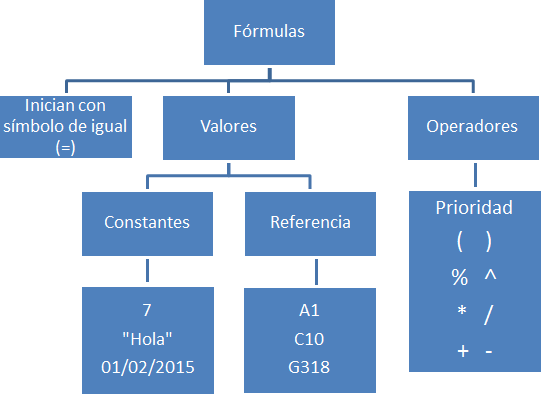 Fórmulas
Inician con
símbolo de igual
(=)
Valores
Operadores
Constantes
Referencia
7
"Hola"
01/02/2015
A1
C10
G318
Prioridad
( )
% ^
* /
+ -